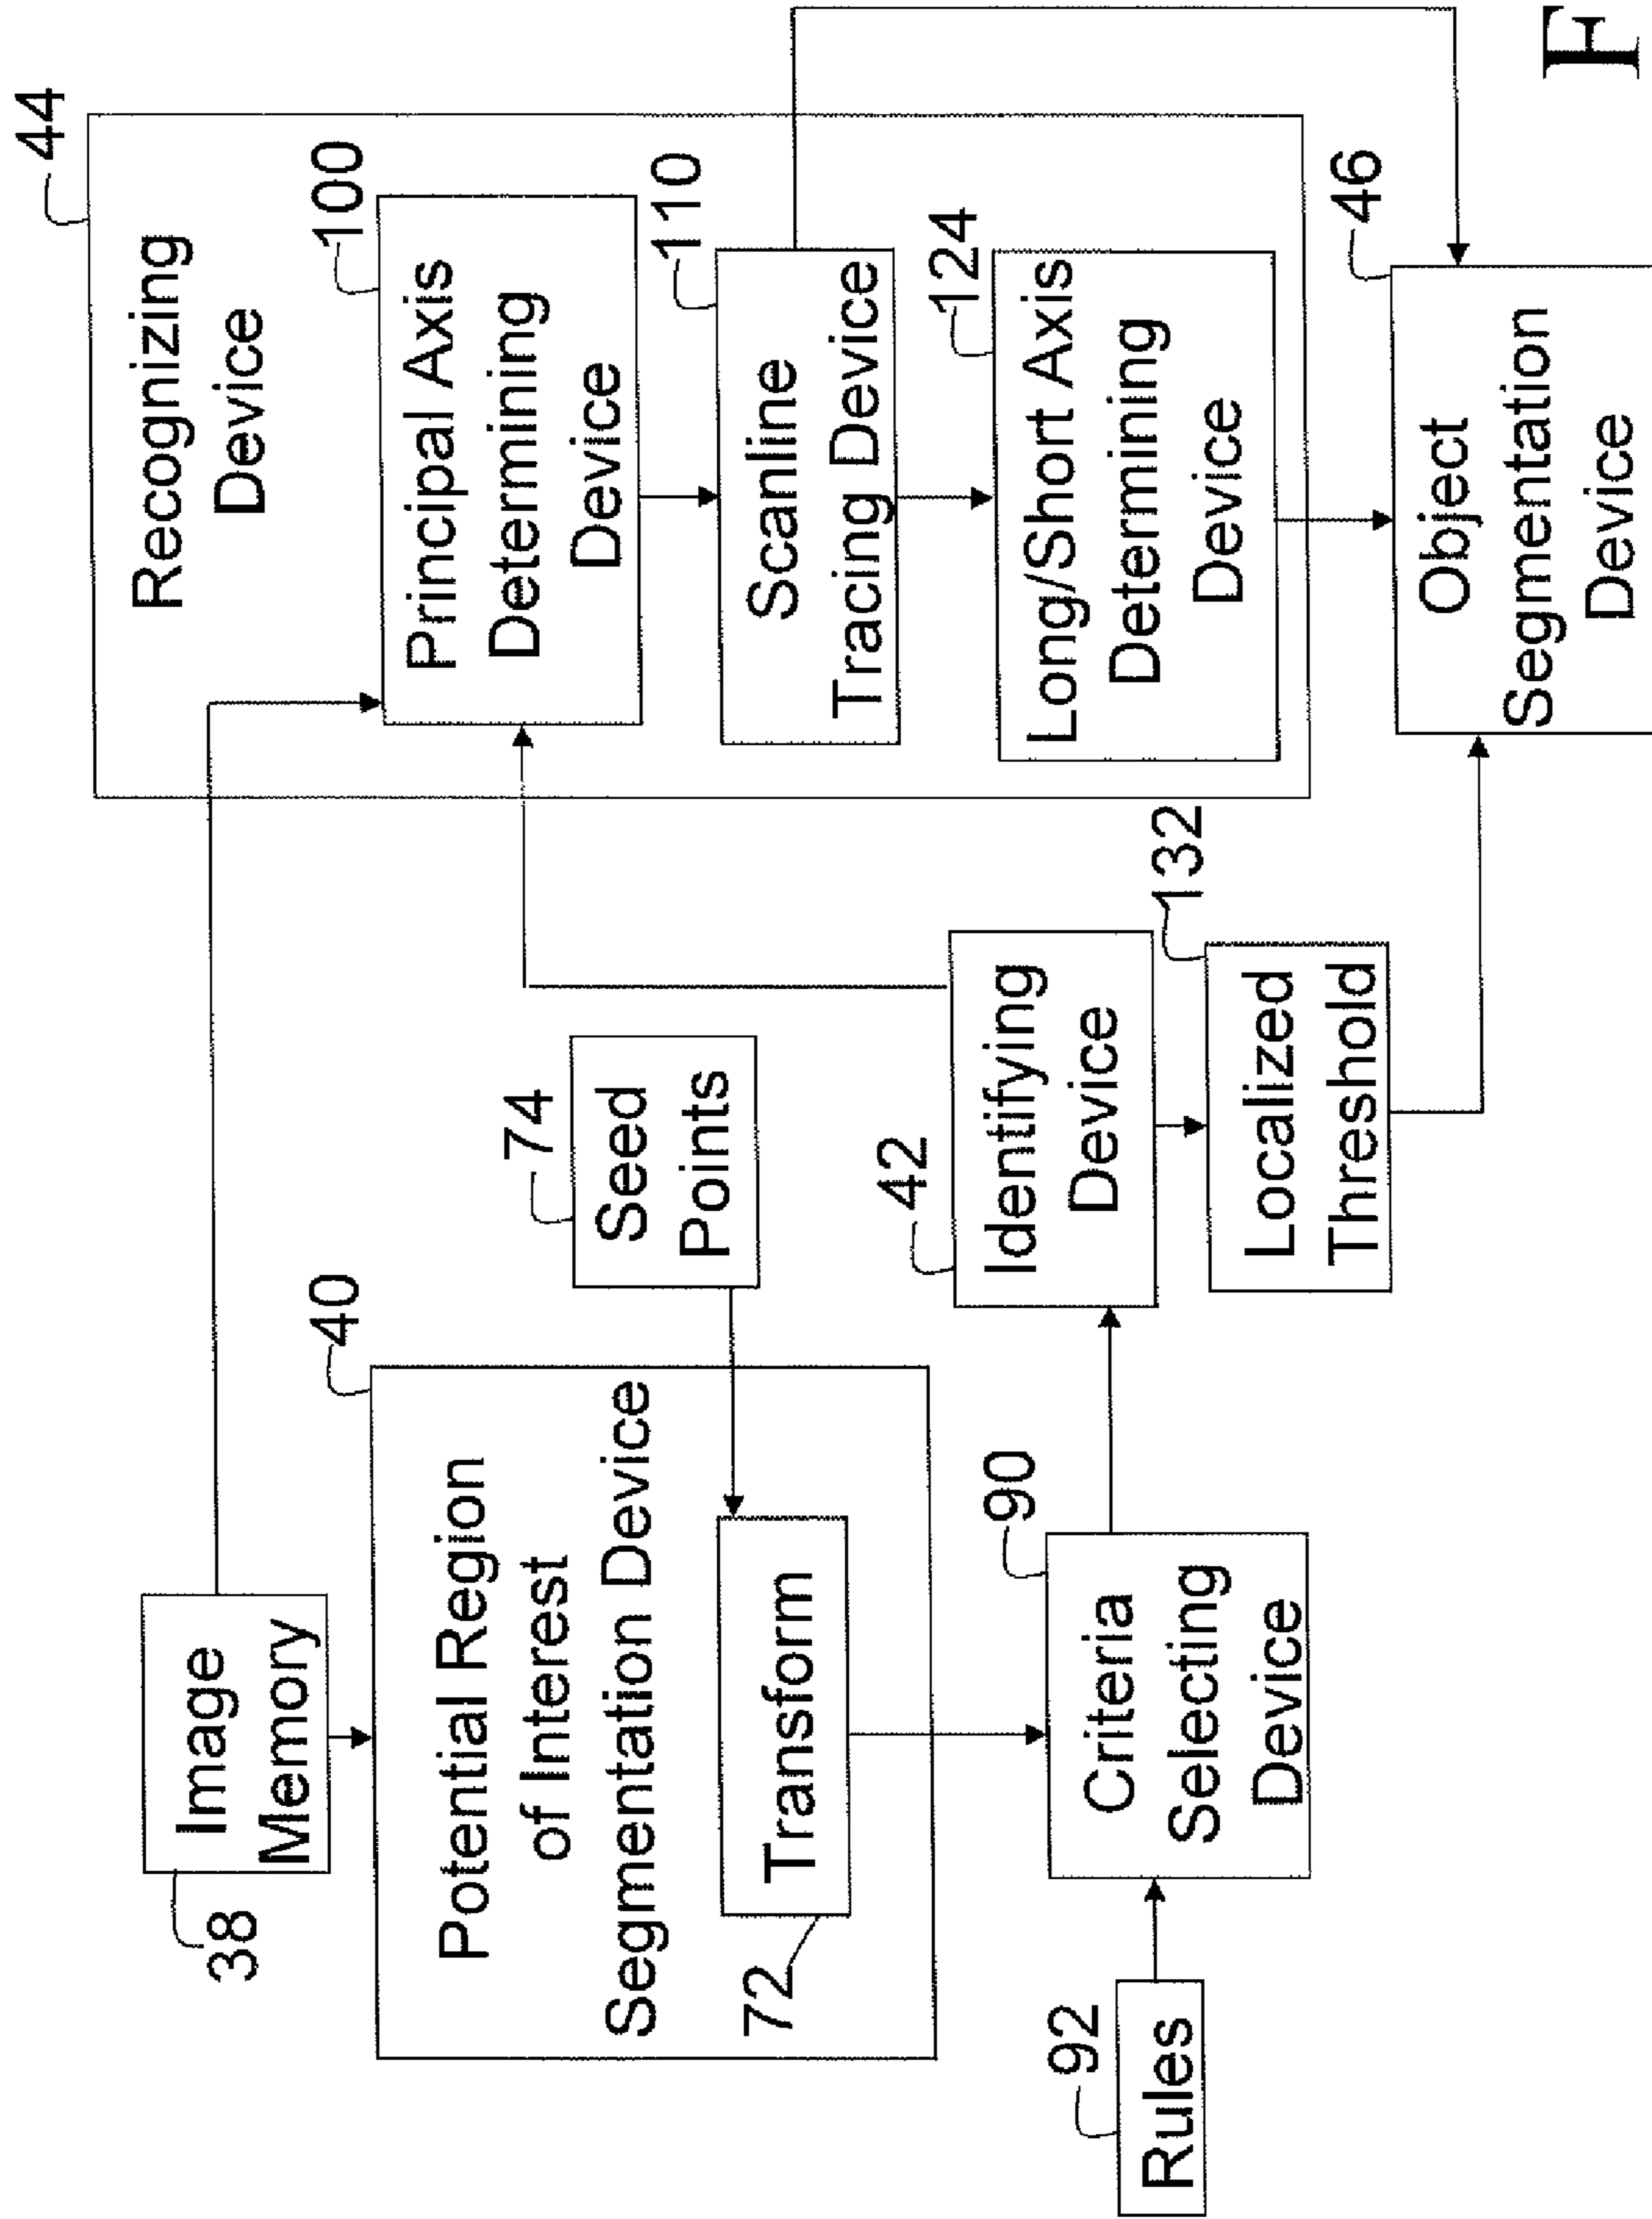 38
Image
Memory
40
Potential Region
of Interest
Segmentation Device
Transform
72
74
Seed
Points
92
Rules
90
Criteria
Selecting
Device
42
Identifying
Device
132
Localized
Threshold
44
Recognizing
Device
100
Principal Axis
Determining
Device
110
Scanline
Tracing Device
124
Long/Short Axis
Determining
Device
46
Object
Segmentation
Device
F